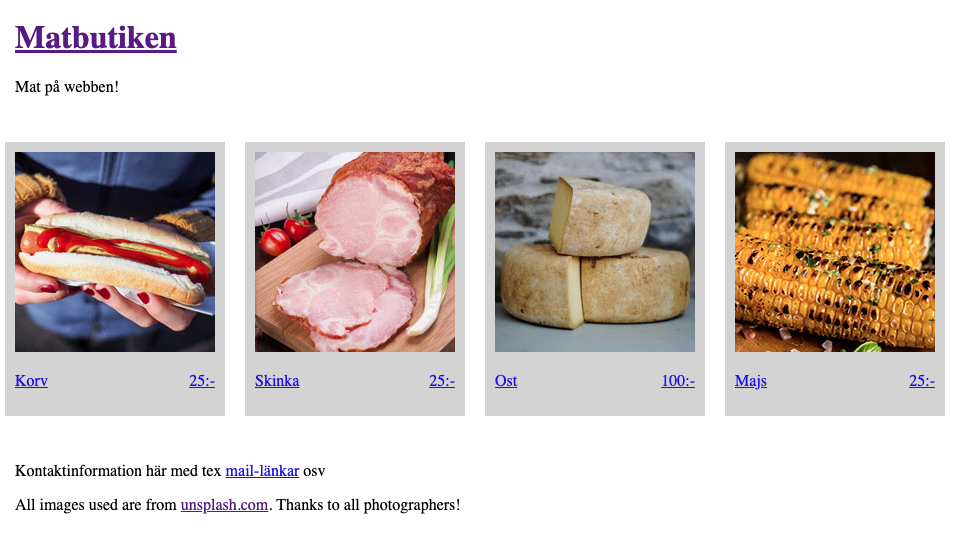 Matbutiken
Mat på webben!
Korv 25:-
Skinka 25:-
Ost 100:-
Majs 25:-
Kontaktinformation här med tex mail-länkar osv
All images used are from unsplash.com. Thanks to all photographers!